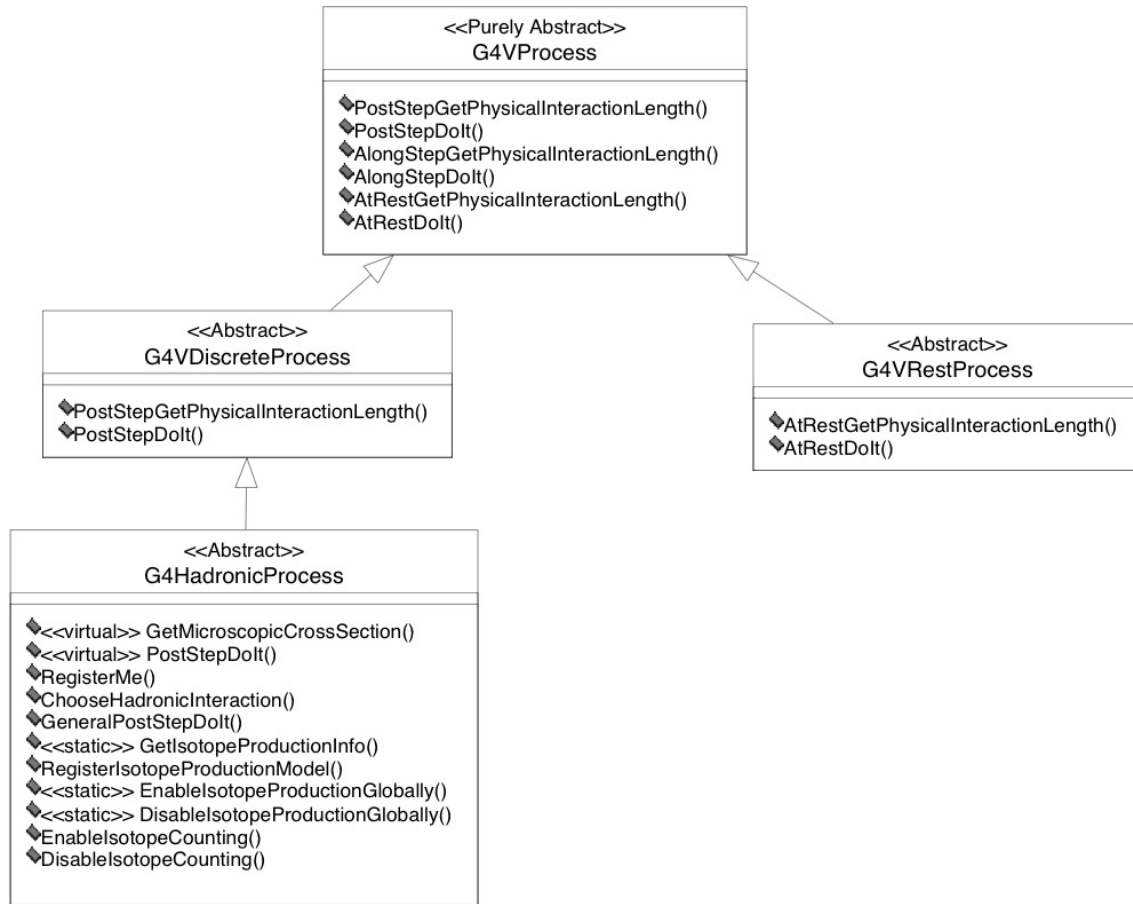 <<Purely Abstract>>
G4VProcess
PostStepGetPhysicalInteractionLength()
PostStepDoIt()
AlongStepGetPhysicalInteractionLength()
AlongStepDoIt()
AtRestGetPhysicalInteractionLength()
AtRestDoIt()
<<Abstract>>
G4VDiscreteProcess
PostStepGetPhysicalInteractionLength()
PostStepDoIt()
<<Abstract>>
G4VRestProcess
AtRestGetPhysicalInteractionLength()
AtRestDoIt()
<<Abstract>>
G4HadronicProcess
<<virtual>> GetMicroscopicCrossSection()
<<virtual>> PostStepDoIt()
RegisterMe()
ChooseHadronicInteraction()
GeneralPostStepDoIt()
<<static>> GetIsotopeProductionInfo()
RegisterIsotopeProductionModel()
<<static>> EnableIsotopeProductionGlobally()
<<static>> DisableIsotopeProductionGlobally()
EnableIsotopeCounting()
DisableIsotopeCounting()